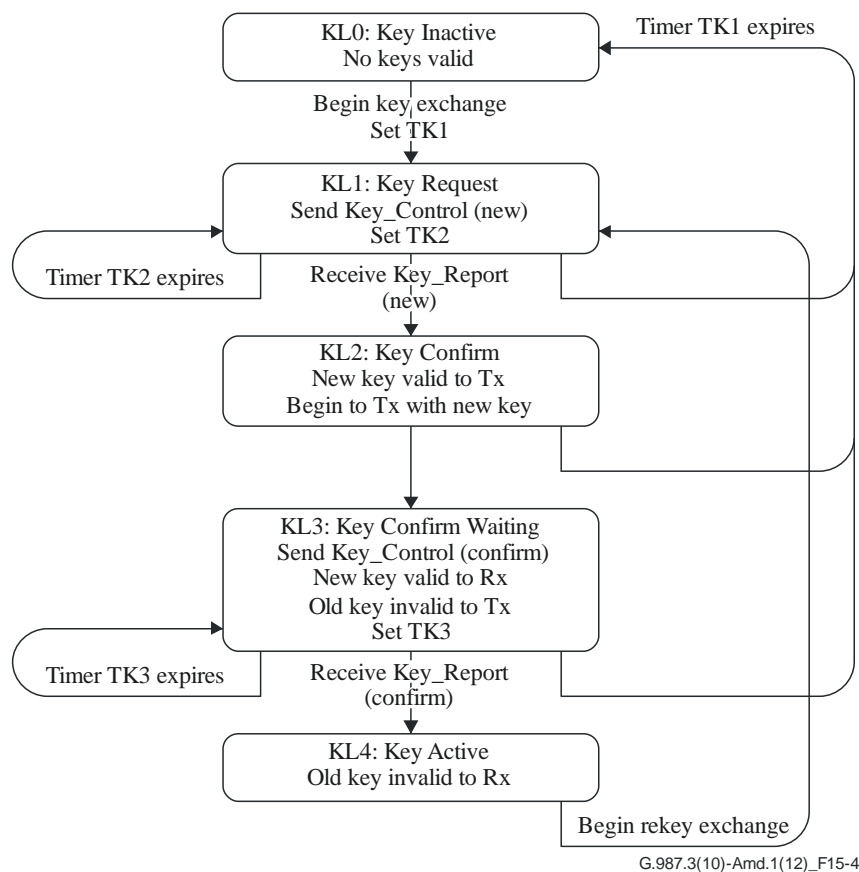 KL0: Key Inactive
No keys valid
Timer TK1 expires
Begin key exchange
Set TK1
KL1: Key Request
Send Key_Control (new)
Set TK2
Timer TK2 expires
Receive Key_Report
(new)
KL2: Key Confirm
New key valid to Tx
Begin to Tx with new key
KL3: Key Confirm Waiting
Send Key_Control (confirm)
New key valid to Rx
Old key invalid to Tx
Set TK3
Timer TK3 expires
Receive Key_Report
(confirm)
KL4: Key Active
Old key invalid to Rx
Begin rekey exchange
G.987.3(10)-Amd.1(12)_F15-4